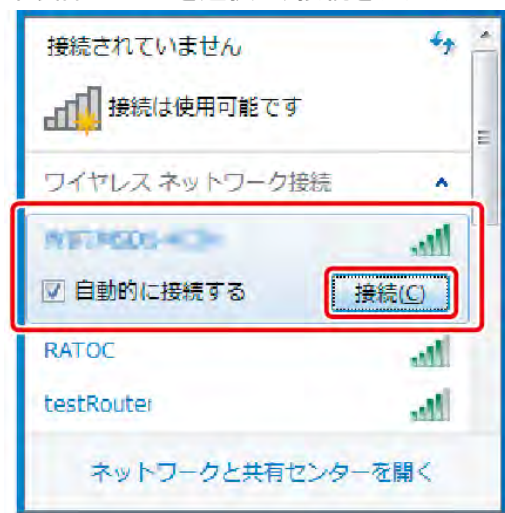 接続されていません
接続は使用可能です
ワイヤレス ネットワーク接続
自動的に接続する
接続(C)
RATOC
testRouter
ネットワークと共有センターを開く